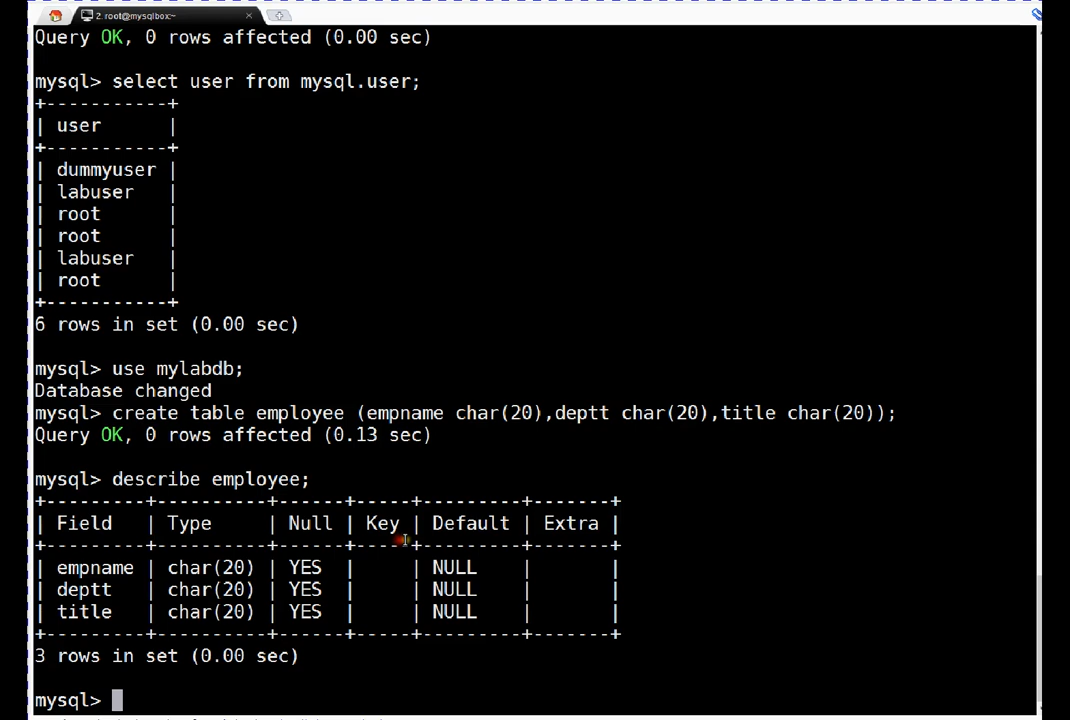 2. root@mysqlbox:~
Query OK, 0 rows affected (0.00 sec)
mysql> select user from mysql.user;
+-----------+
| user      |
+-----------+
| dummyuser |
| labuser   |
| root      |
| root      |
| labuser   |
| root      |
+-----------+
6 rows in set (0.00 sec)
mysql> use mylabdb;
Database changed
mysql> create table employee (empname char(20),deptt char(20),title char(20));
Query OK, 0 rows affected (0.13 sec)
mysql> describe employee;
+---------+----------+------+-----+---------+-------+
| Field   | Type     | Null | Key | Default | Extra |
+---------+----------+------+-----+---------+-------+
| empname | char(20) | YES  |     | NULL    |       |
| deptt   | char(20) | YES  |     | NULL    |       |
| title   | char(20) | YES  |     | NULL    |       |
+---------+----------+------+-----+---------+-------+
3 rows in set (0.00 sec)
mysql>